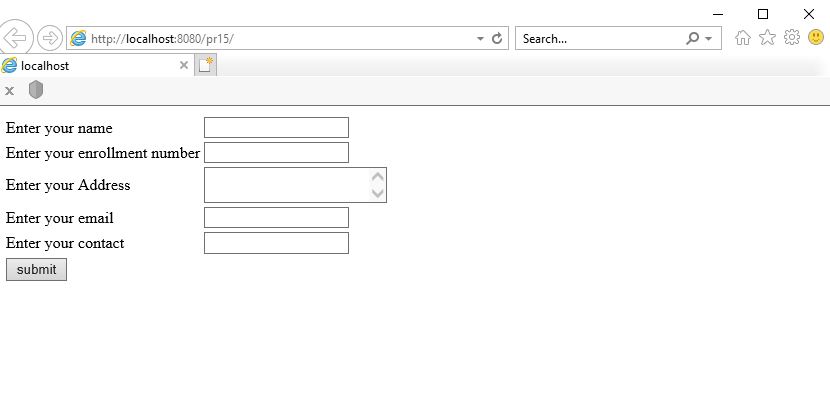 http://localhost:8080/pr15/ Search...
localhost
Enter your name
Enter your enrollment number
Enter your Address
Enter your email
Enter your contact
submit